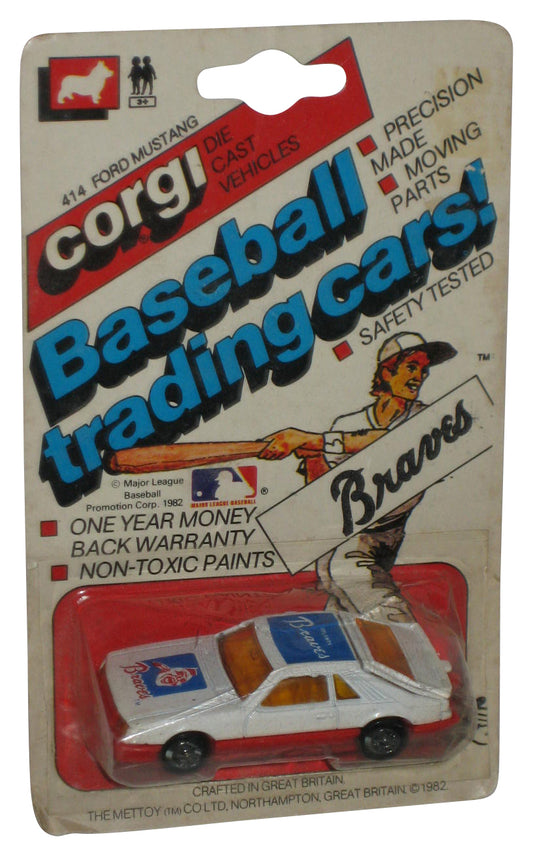 3+
414 FORD MUSTANG
corgi
DIE
CAST
VEHICLES
PRECISION
MADE
MOVING
PARTS
Baseball
trading cars!
SAFETY TESTED
TM
Braves
© Major League
Baseball
Promotion Corp. 1982
MAJOR LEAGUE BASEBALL
®
ONE YEAR MONEY
BACK WARRANTY
NON-TOXIC PAINTS
Braves
Braves
CRAFTED IN GREAT BRITAIN.
THE METTOY (TM) CO LTD, NORTHAMPTON, GREAT BRITAIN. © 1982.